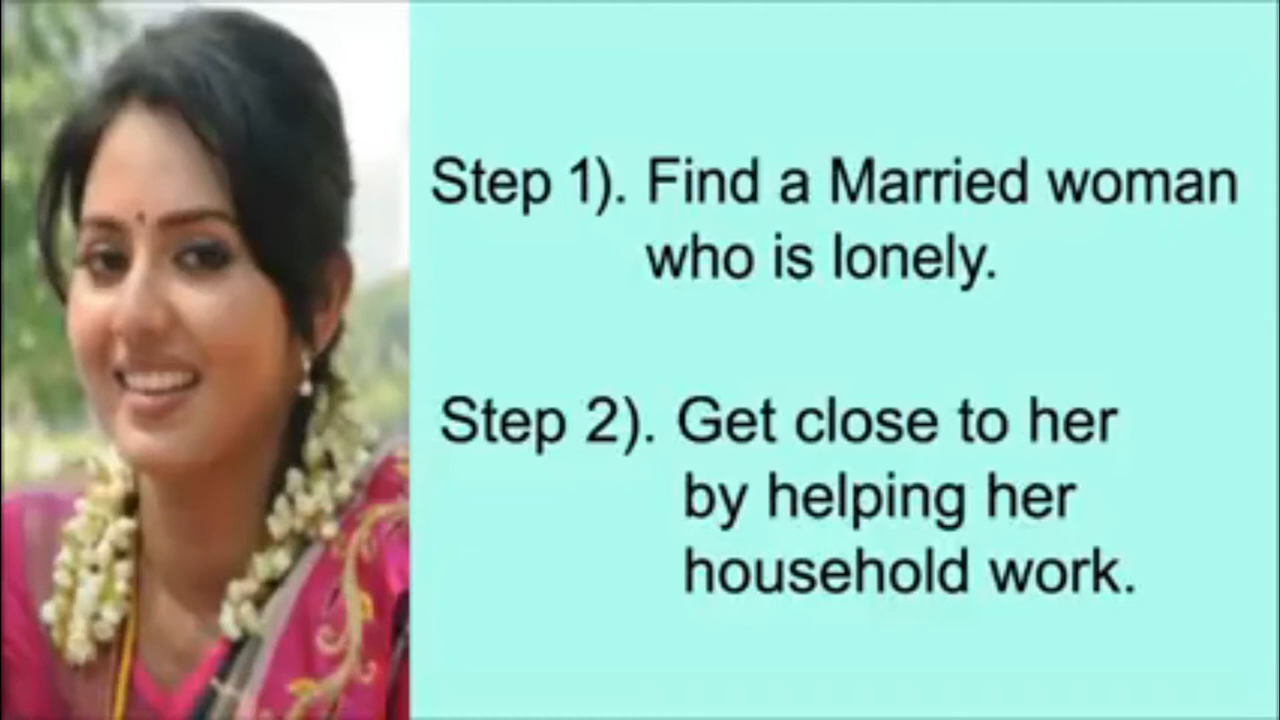 Step 1). Find a Married woman
who is lonely.
Step 2). Get close to her
by helping her
household work.